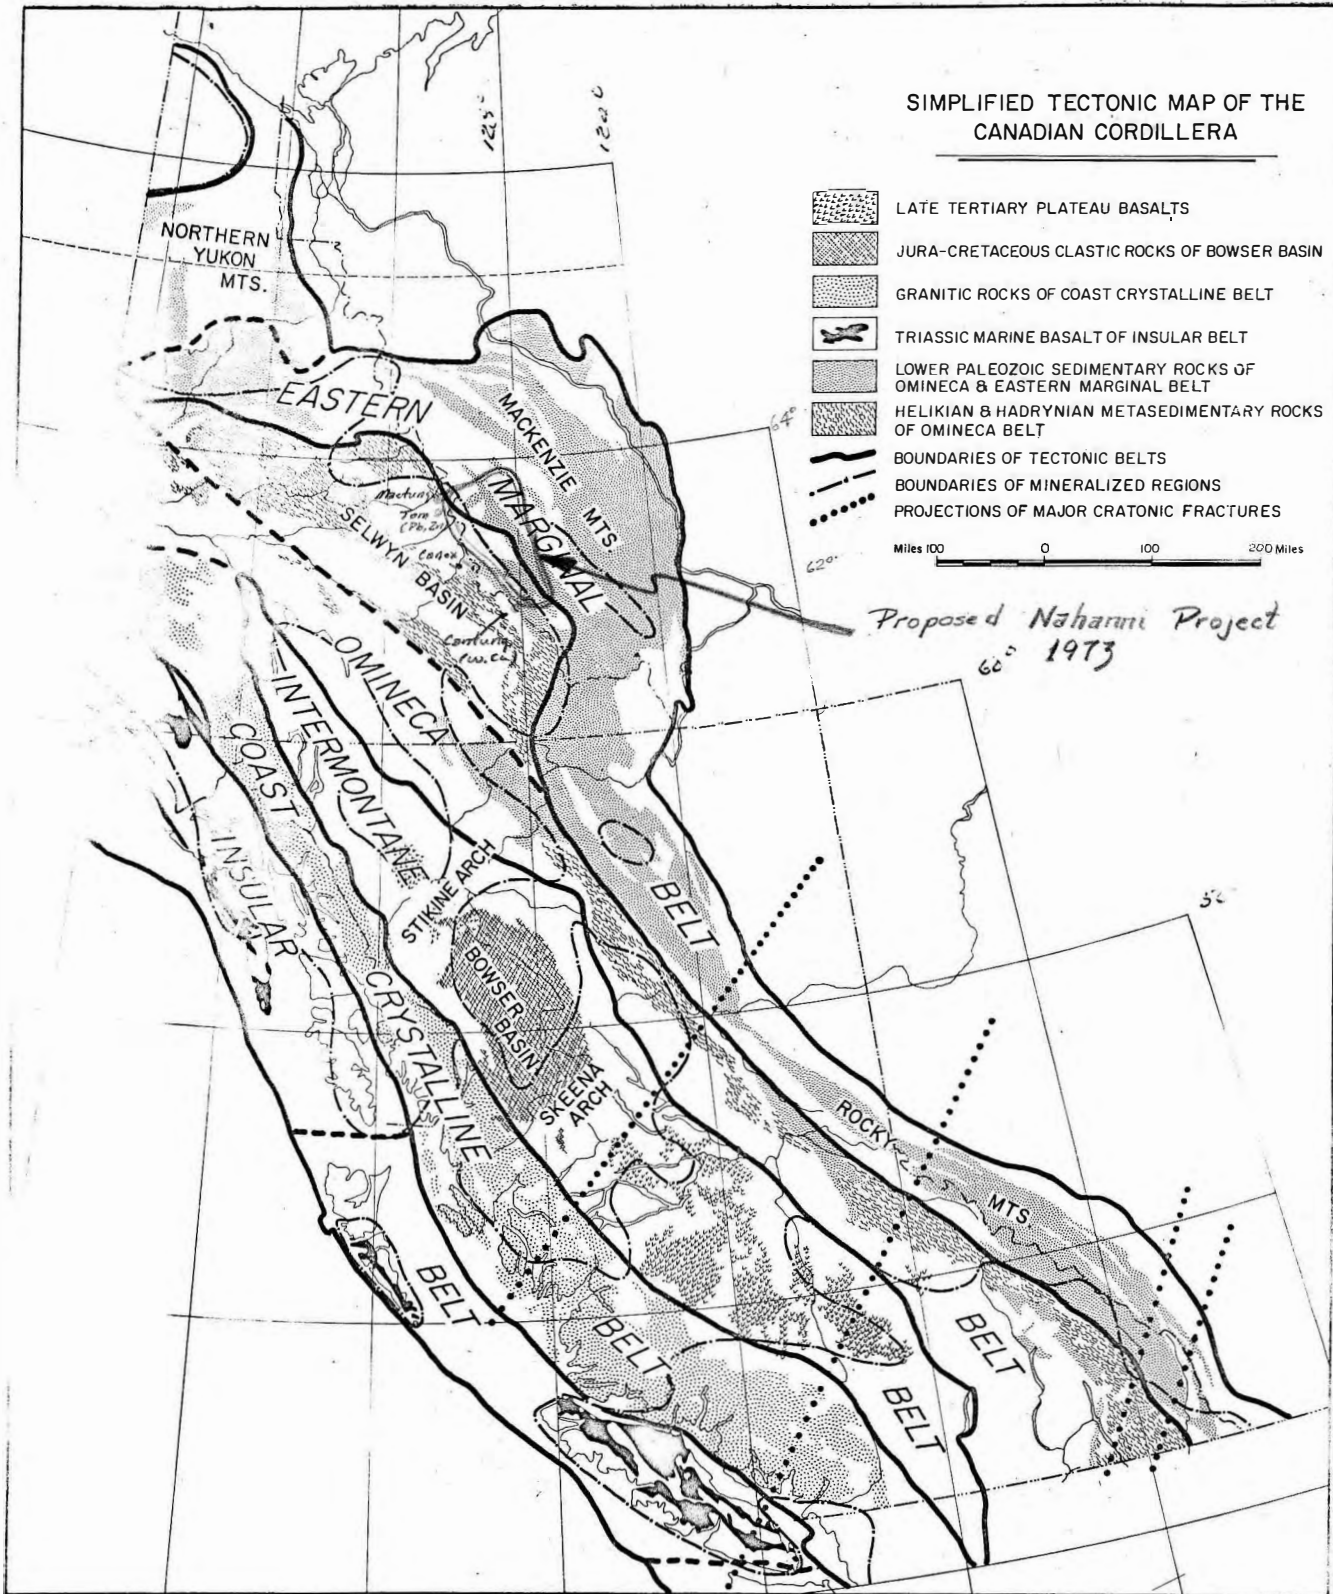 SIMPLIFIED TECTONIC MAP OF THE
CANADIAN CORDILLERA
LATE TERTIARY PLATEAU BASALTS
JURA-CRETACEOUS CLASTIC ROCKS OF BOWSER BASIN
GRANITIC ROCKS OF COAST CRYSTALLINE BELT
TRIASSIC MARINE BASALT OF INSULAR BELT
LOWER PALEOZOIC SEDIMENTARY ROCKS OF
OMINECA & EASTERN MARGINAL BELT
HELIKIAN & HADRYNIAN METASEDIMENTARY ROCKS
OF OMINECA BELT
BOUNDARIES OF TECTONIC BELTS
BOUNDARIES OF MINERALIZED REGIONS
PROJECTIONS OF MAJOR CRATONIC FRACTURES
Miles 100 0 100 200 Miles
125°
120°
64°
62°
60°
Proposed Nahanni Project
1973
NORTHERN
YUKON
MTS.
EASTERN
MARGINAL
BELT
MACKENZIE
MTS.
Mactung
Tom
(Pb, Zn)
SELWYN BASIN
Cantung
OMINECA
BELT
INTERMONTANE
BELT
COAST
CRYSTALLINE
BELT
INSULAR
BELT
STIKINE ARCH
BOWSER BASIN
SKEENA
ARCH
ROCKY
MTS